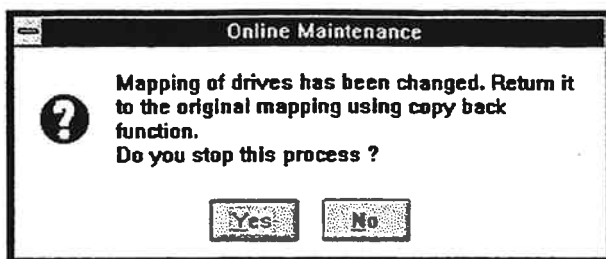 Online Maintenance
Mapping of drives has been changed. Return it
to the original mapping using copy back
function.
Do you stop this process ?
Yes No